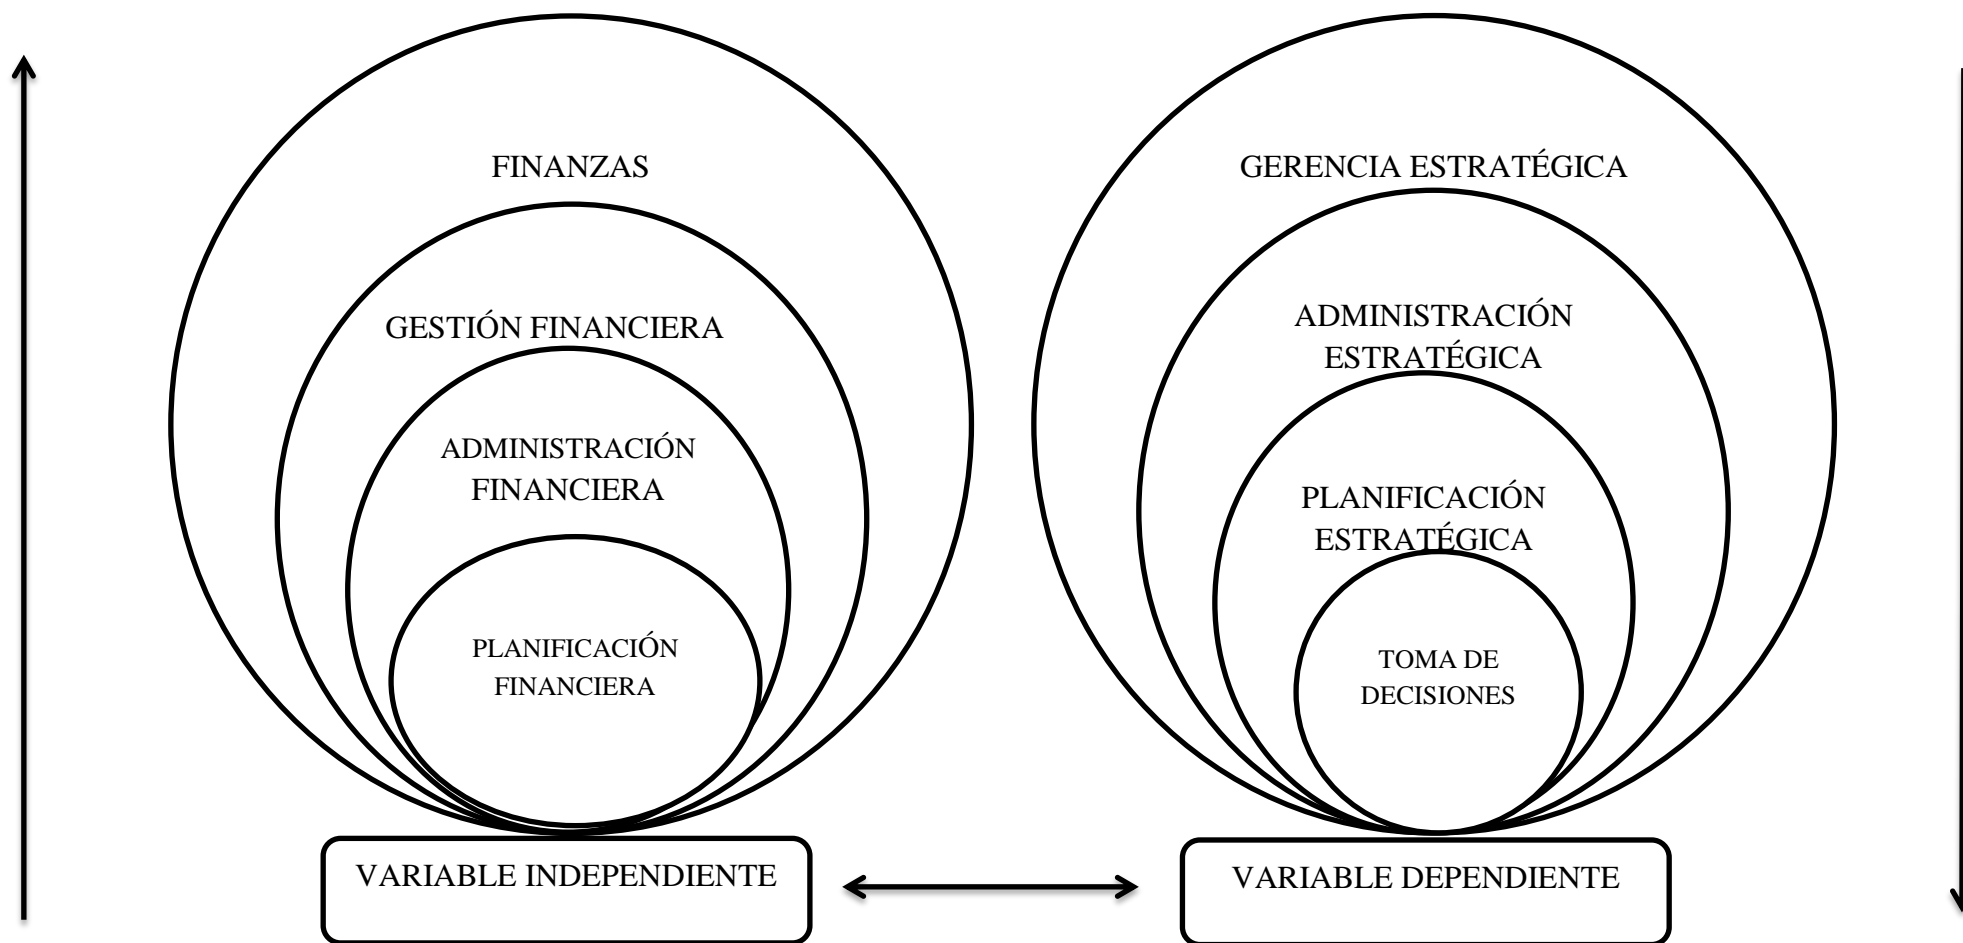 FINANZAS
GESTIÓN FINANCIERA
ADMINISTRACIÓN
FINANCIERA
PLANIFICACIÓN
FINANCIERA
VARIABLE INDEPENDIENTE
GERENCIA ESTRATÉGICA
ADMINISTRACIÓN
ESTRATÉGICA
PLANIFICACIÓN
ESTRATÉGICA
TOMA DE
DECISIONES
VARIABLE DEPENDIENTE